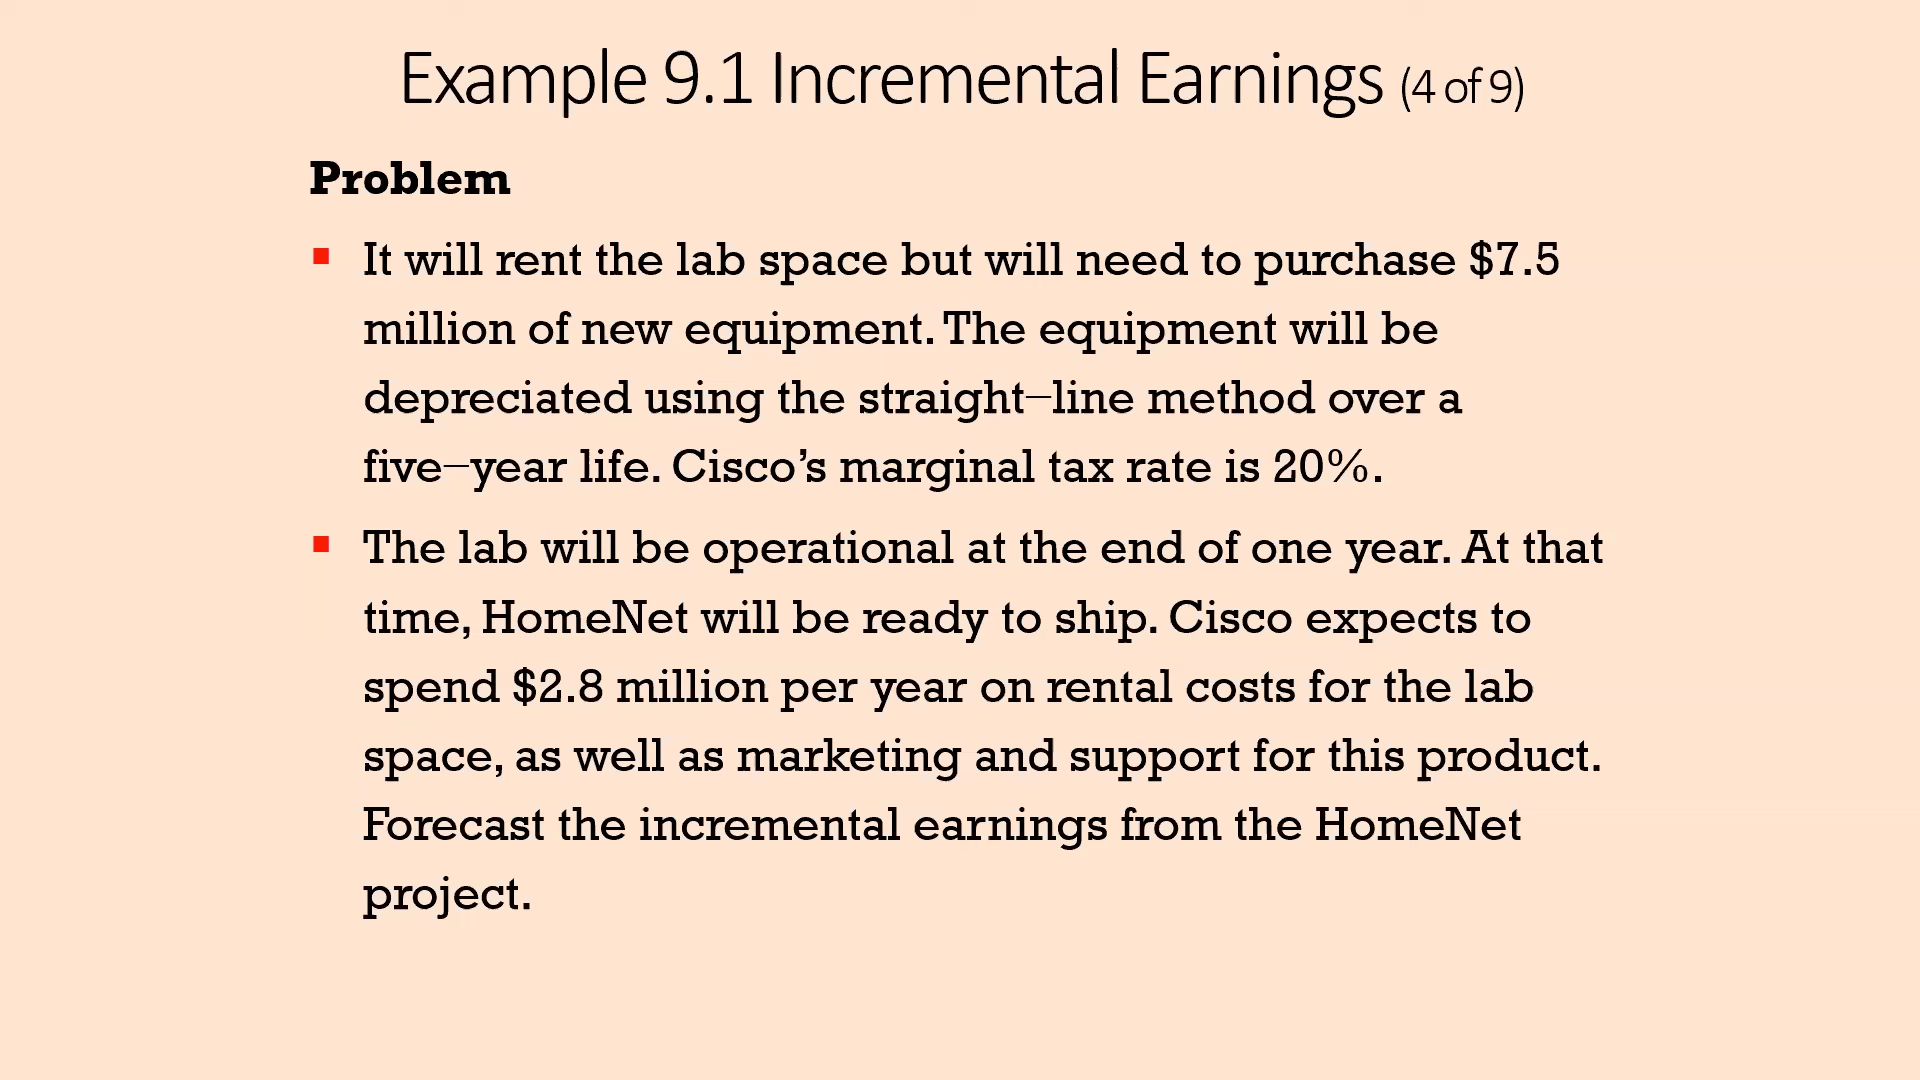 Example 9.1 Incremental Earnings (4 of 9)
Problem
It will rent the lab space but will need to purchase $7.5
million of new equipment. The equipment will be
depreciated using the straight–line method over a
five–year life. Cisco’s marginal tax rate is 20%.
The lab will be operational at the end of one year. At that
time, HomeNet will be ready to ship. Cisco expects to
spend $2.8 million per year on rental costs for the lab
space, as well as marketing and support for this product.
Forecast the incremental earnings from the HomeNet
project.